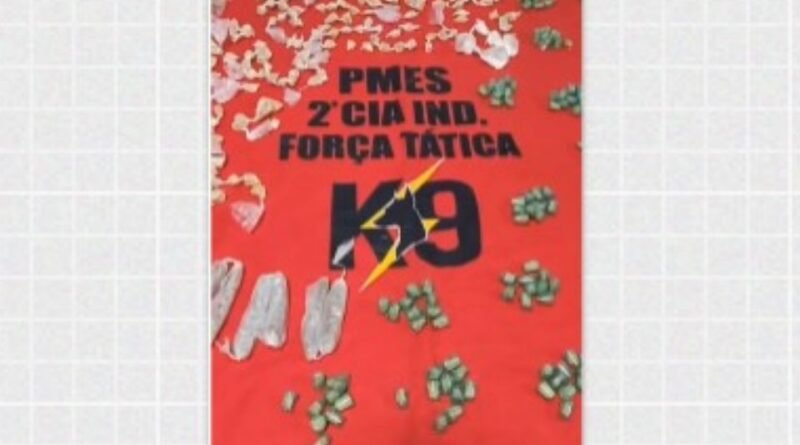 PMES
2ª CIA IND.
FORÇA TÁTICA
K9